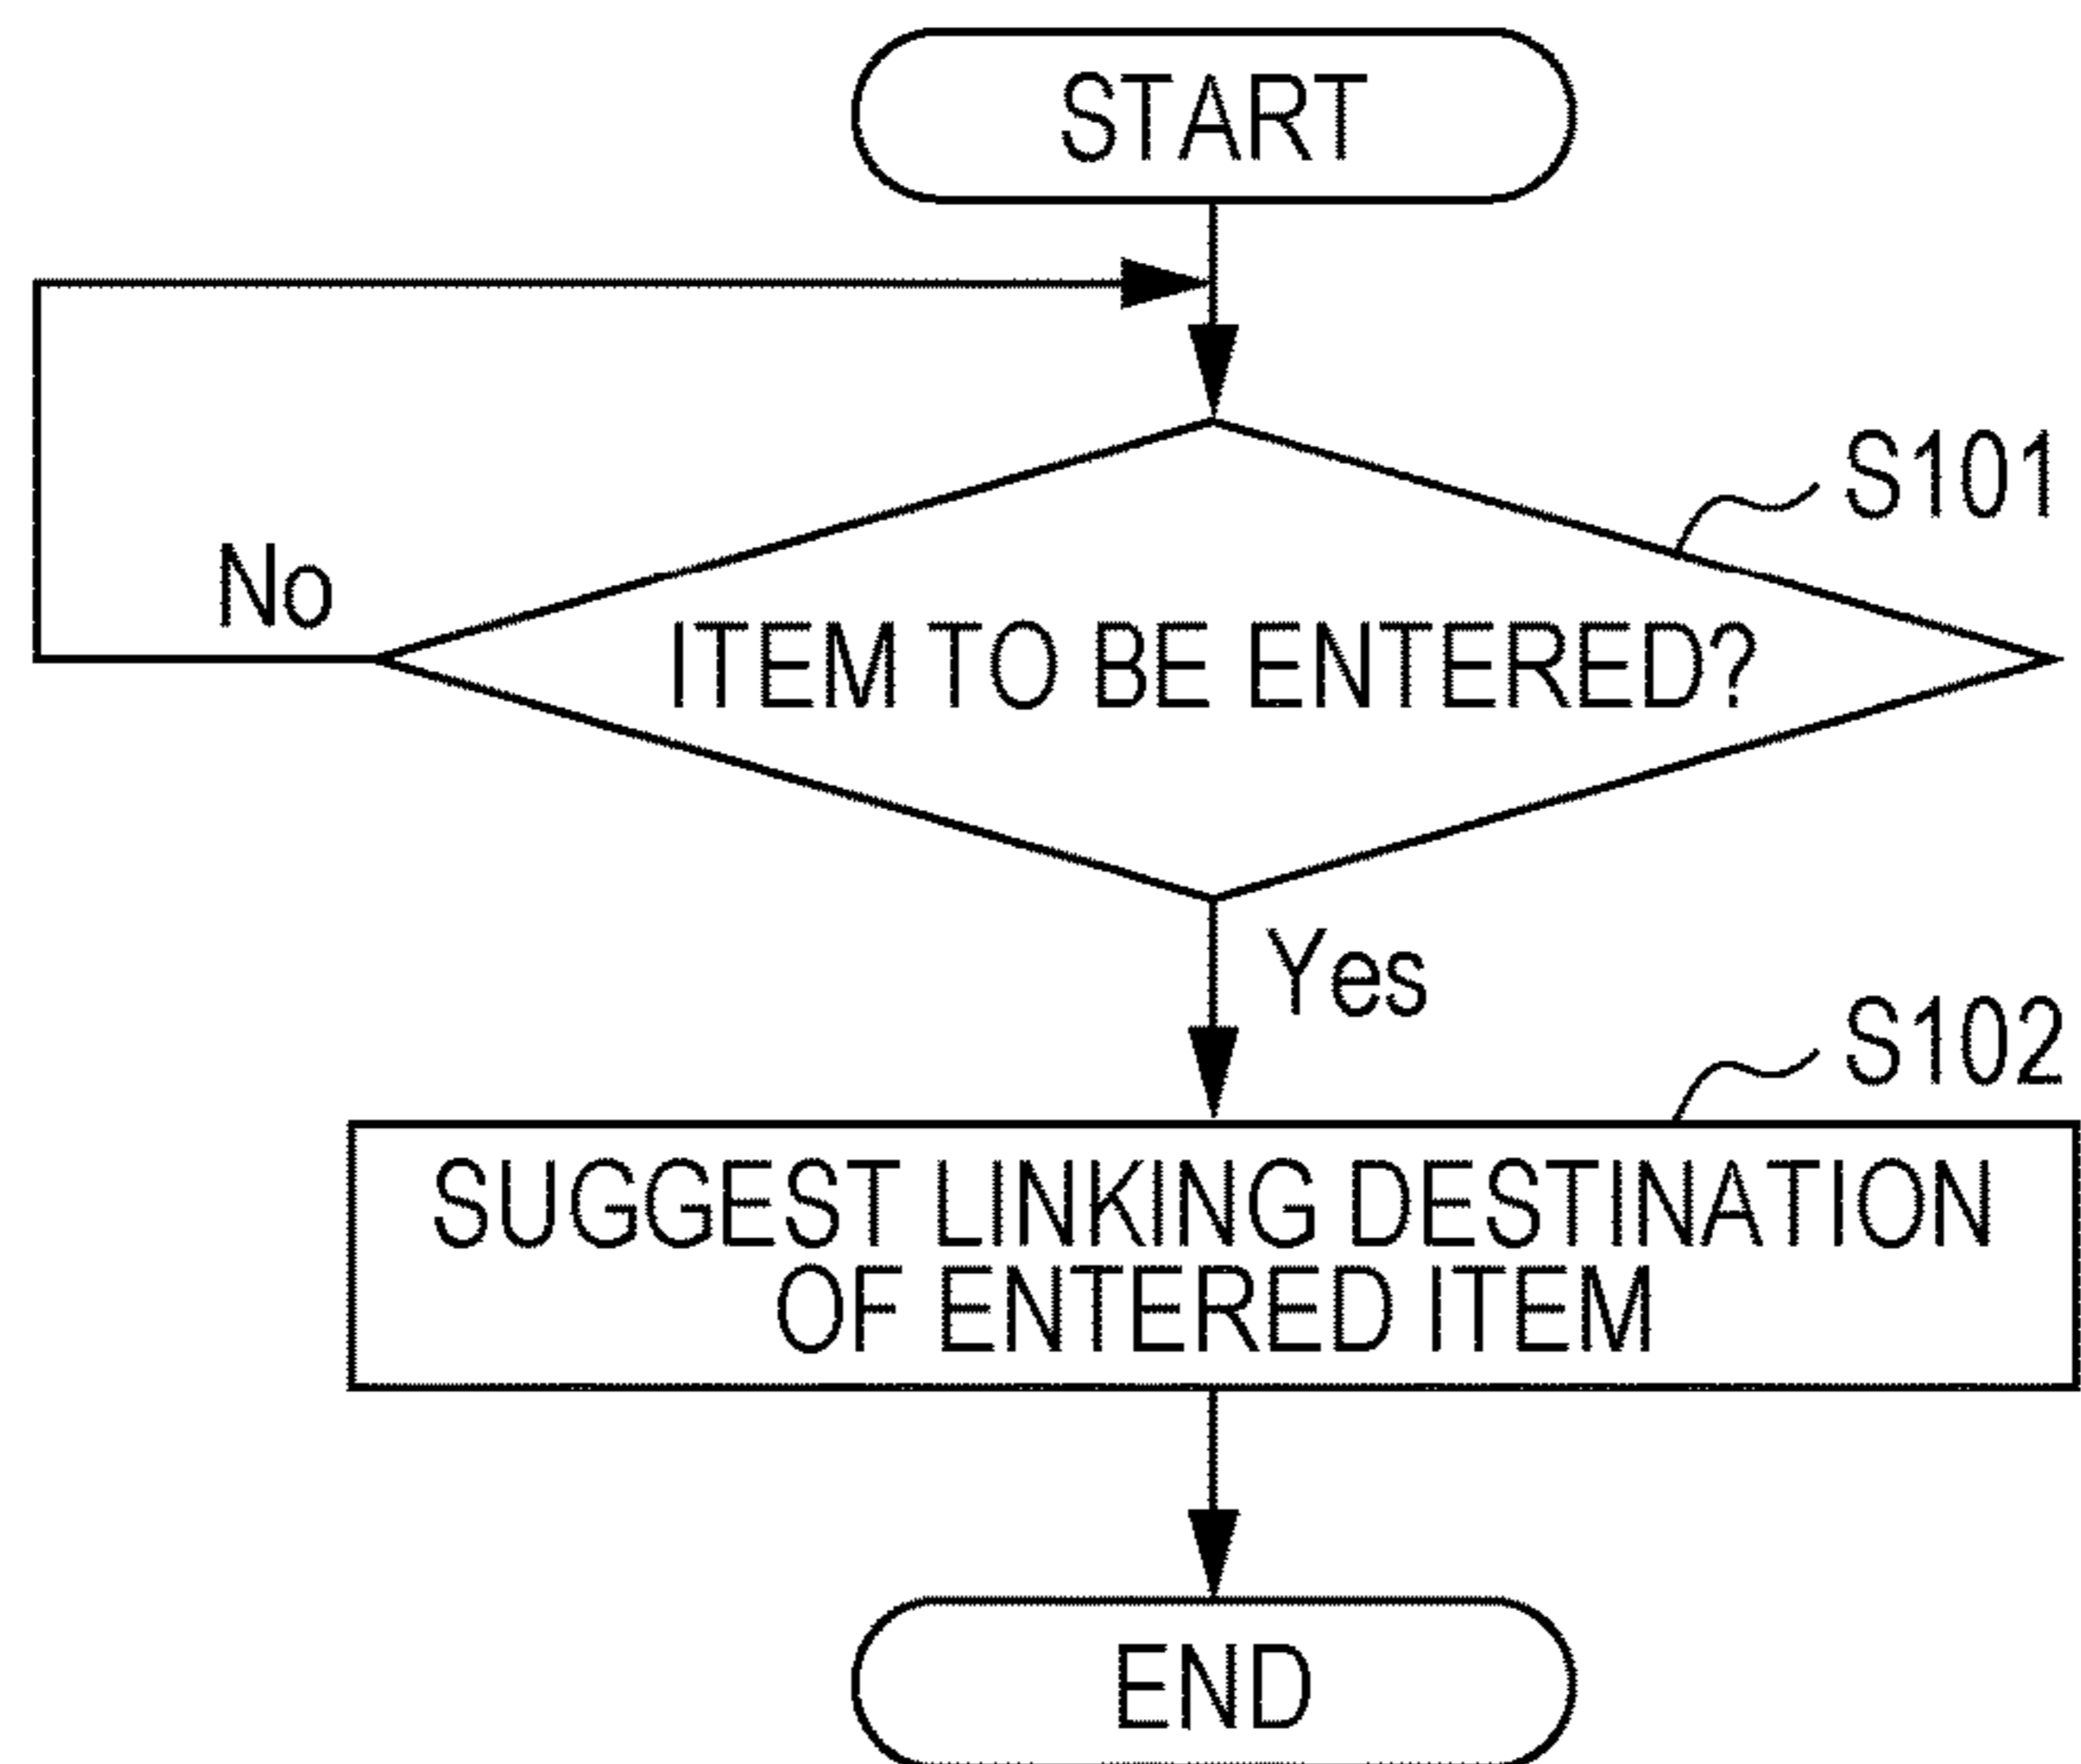 START
S101
No
ITEM TO BE ENTERED?
Yes
S102
SUGGEST LINKING DESTINATION
OF ENTERED ITEM
END